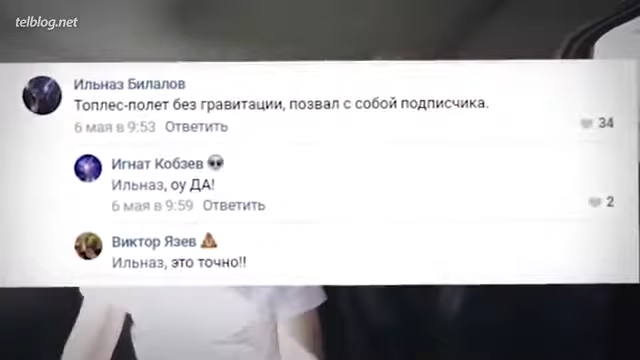 telblog.net
Ильназ Билалов
Топлес-полет без гравитации, позвал с собой подписчика.
6 мая в 9:53 Ответить
34
Игнат Кобзев
Ильназ, оу ДА!
6 мая в 9:59 Ответить
2
Виктор Язев
Ильназ, это точно!!